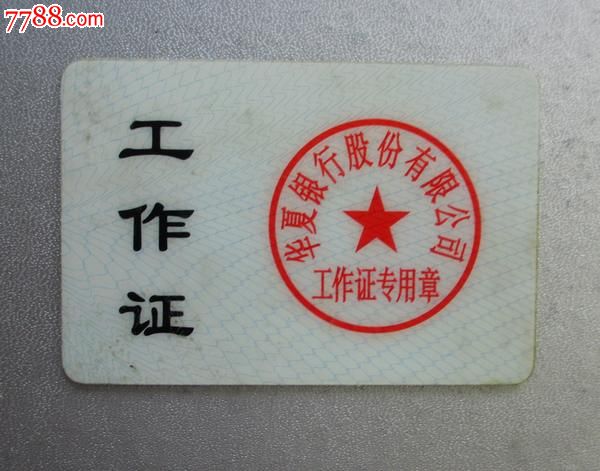 7788.com
工
作
证
华夏银行股份有限公司
工作证专用章